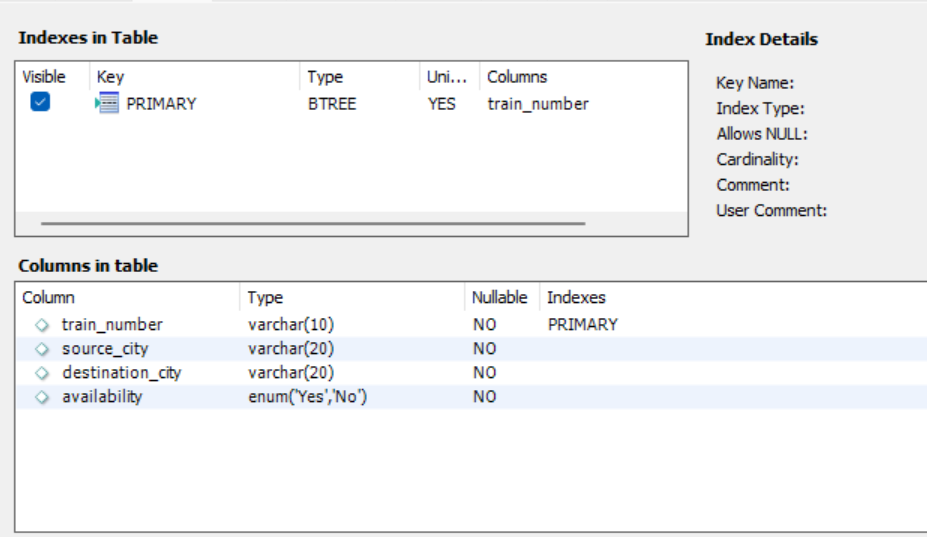 Indexes in Table
Visible Key Type Uni... Columns
PRIMARY BTREE YES train_number
Index Details
Key Name:
Index Type:
Allows NULL:
Cardinality:
Comment:
User Comment:
Columns in table
Column Type Nullable Indexes
train_number varchar(10) NO PRIMARY
source_city varchar(20) NO
destination_city varchar(20) NO
availability enum('Yes','No') NO